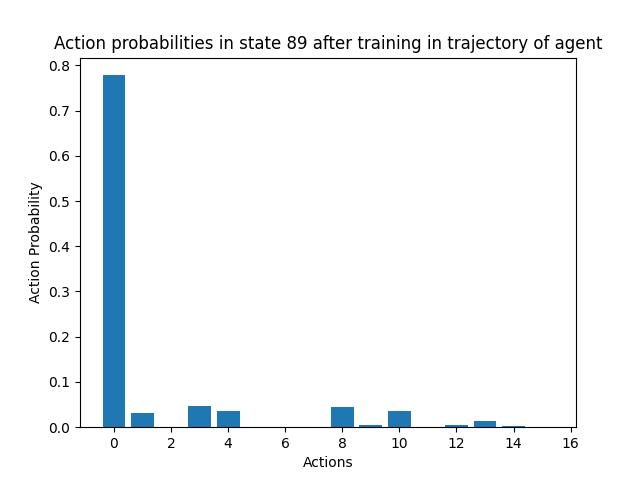 Action probabilities in state 89 after training in trajectory of agent
0.8
0.7
0.6
0.5
0.4
0.3
0.2
0.1
0.0
Action Probability
0 2 4 6 8 10 12 14 16
Actions